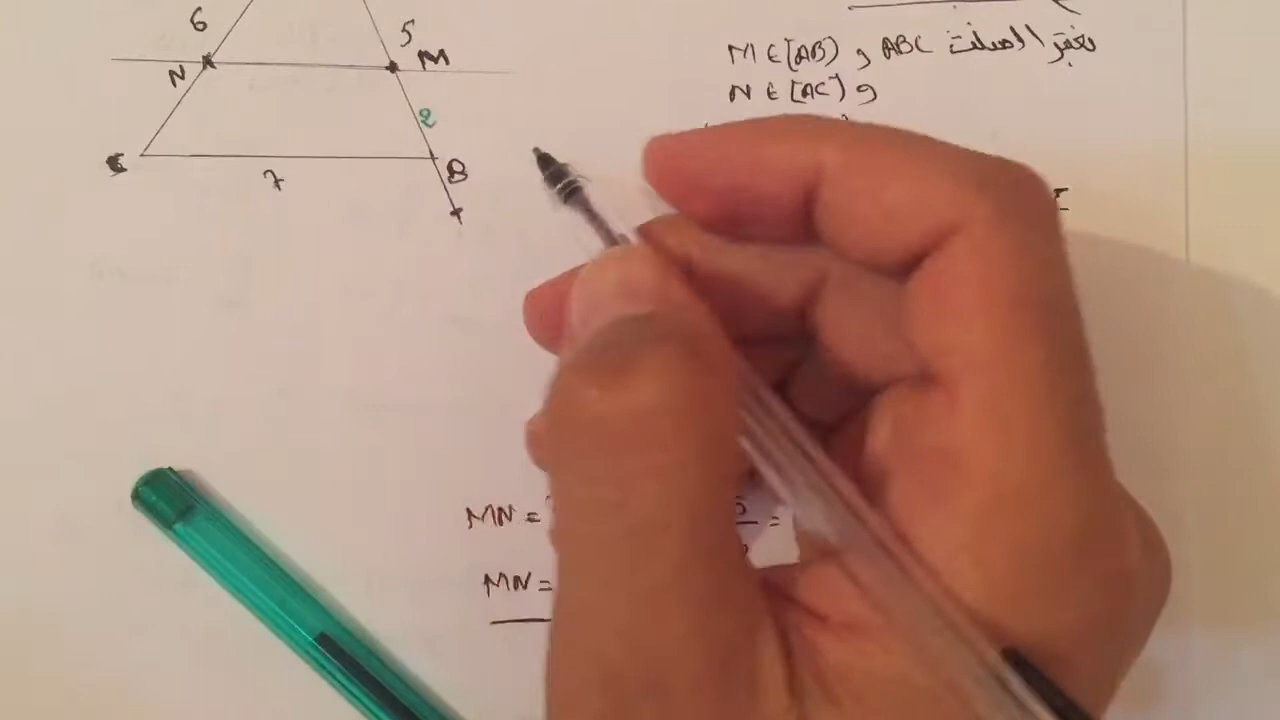 6
5
N
M
2
C
B
7
نعتبر المثلث ABC و M ∈ [AB)
و N ∈ [AC)
MN =
MN =